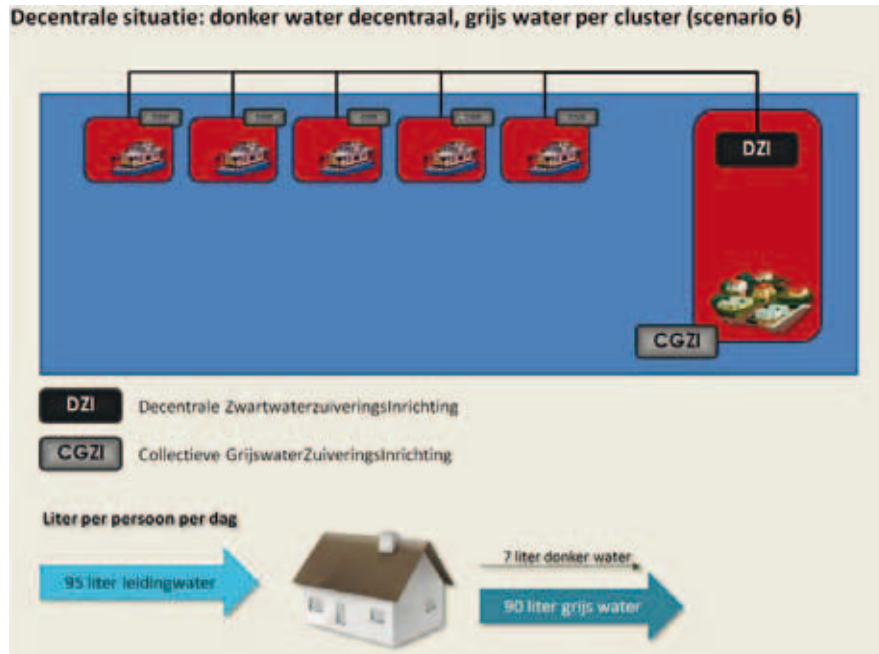 Decentrale situatie: donker water decentraal, grijs water per cluster (scenario 6)
DZI
CGZI
DZI Decentrale ZwartwaterzuiveringsInrichting
CGZI Collectieve GrijswaterZuiveringsInrichting
Liter per persoon per dag
95 liter leidingwater
7 liter donker water
90 liter grijs water